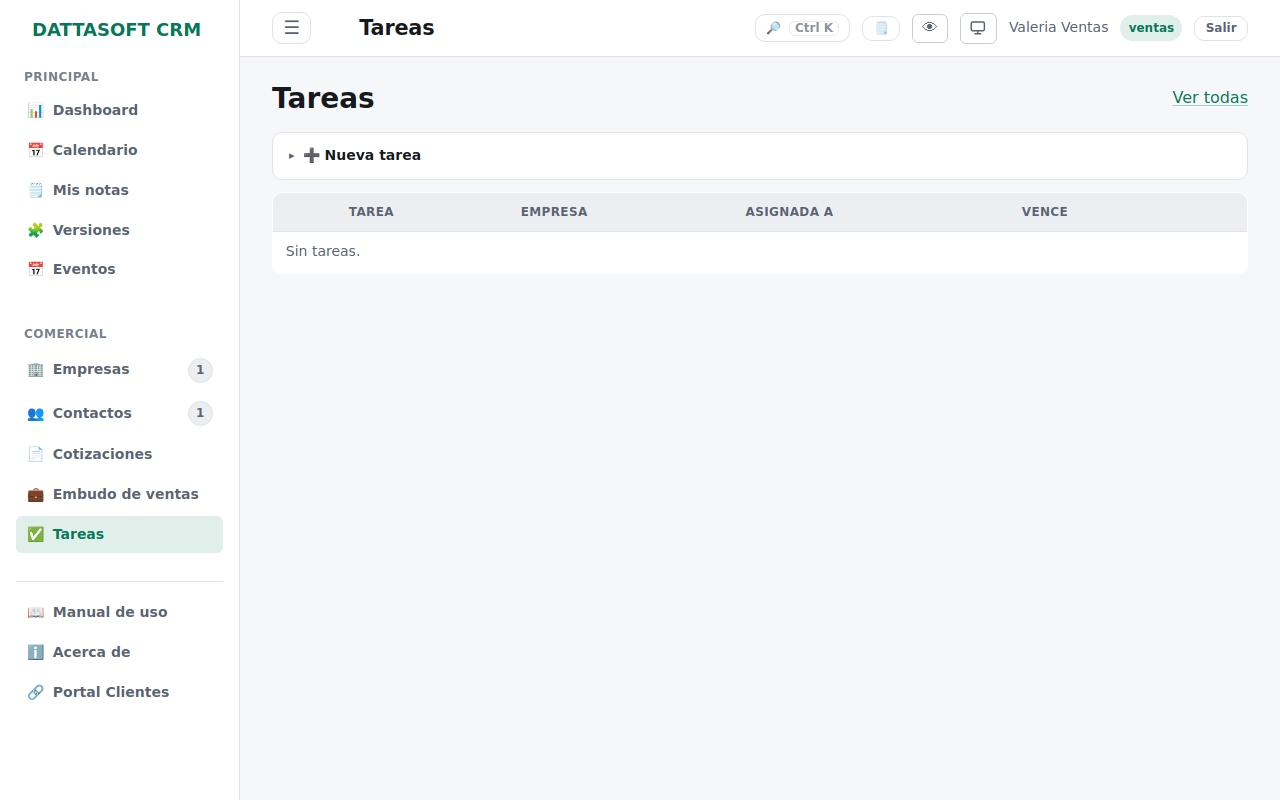 DATTASOFT CRM
PRINCIPAL
Dashboard
Calendario
Mis notas
Versiones
Eventos
COMERCIAL
Empresas 1
Contactos 1
Cotizaciones
Embudo de ventas
Tareas
Manual de uso
Acerca de
Portal Clientes
Tareas
Ctrl K
Valeria Ventas
ventas
Salir
Tareas
Ver todas
Nueva tarea
TAREA EMPRESA ASIGNADA A VENCE
Sin tareas.